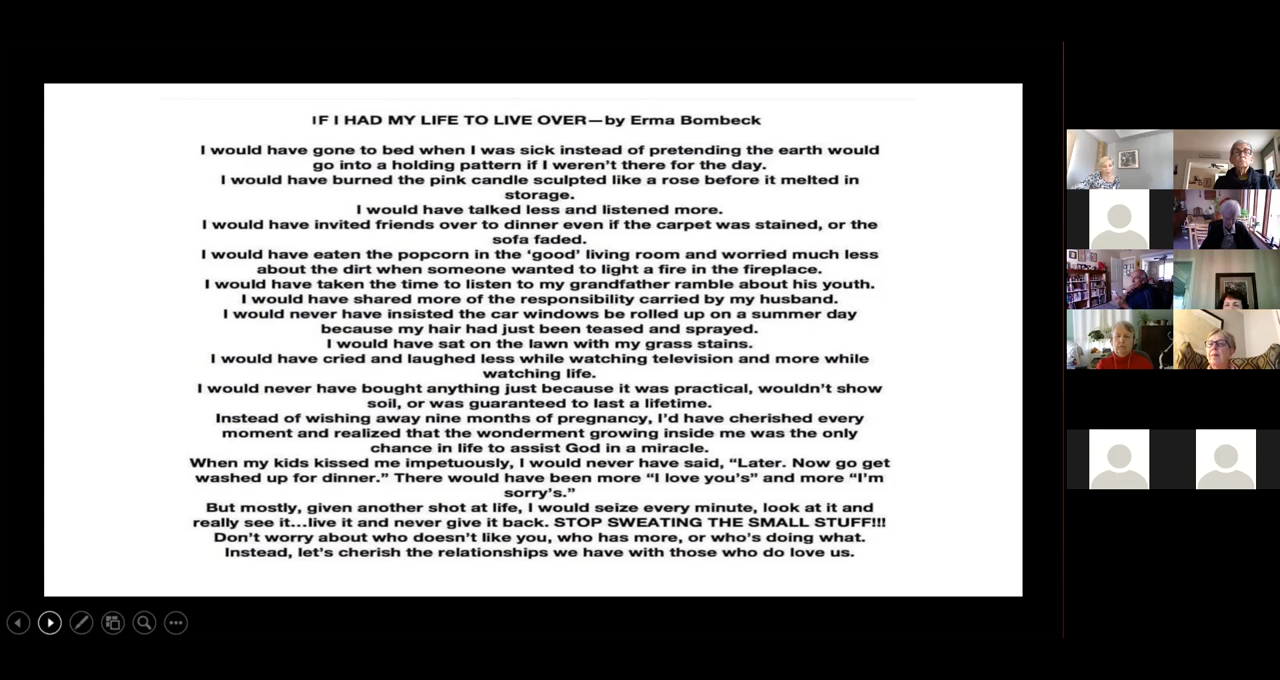 IF I HAD MY LIFE TO LIVE OVER—by Erma Bombeck
I would have gone to bed when I was sick instead of pretending the earth would
go into a holding pattern if I weren't there for the day.
I would have burned the pink candle sculpted like a rose before it melted in
storage.
I would have talked less and listened more.
I would have invited friends over to dinner even if the carpet was stained, or the
sofa faded.
I would have eaten the popcorn in the ‘good’ living room and worried much less
about the dirt when someone wanted to light a fire in the fireplace.
I would have taken the time to listen to my grandfather ramble about his youth.
I would have shared more of the responsibility carried by my husband.
I would never have insisted the car windows be rolled up on a summer day
because my hair had just been teased and sprayed.
I would have sat on the lawn with my grass stains.
I would have cried and laughed less while watching television and more while
watching life.
I would never have bought anything just because it was practical, wouldn't show
soil, or was guaranteed to last a lifetime.
Instead of wishing away nine months of pregnancy, I'd have cherished every
moment and realized that the wonderment growing inside me was the only
chance in life to assist God in a miracle.
When my kids kissed me impetuously, I would never have said, “Later. Now go get
washed up for dinner.” There would have been more “I love you's” and more “I'm
sorry's.”
But mostly, given another shot at life, I would seize every minute, look at it and
really see it...live it and never give it back. STOP SWEATING THE SMALL STUFF!!!
Don't worry about who doesn't like you, who has more, or who's doing what.
Instead, let's cherish the relationships we have with those who do love us.